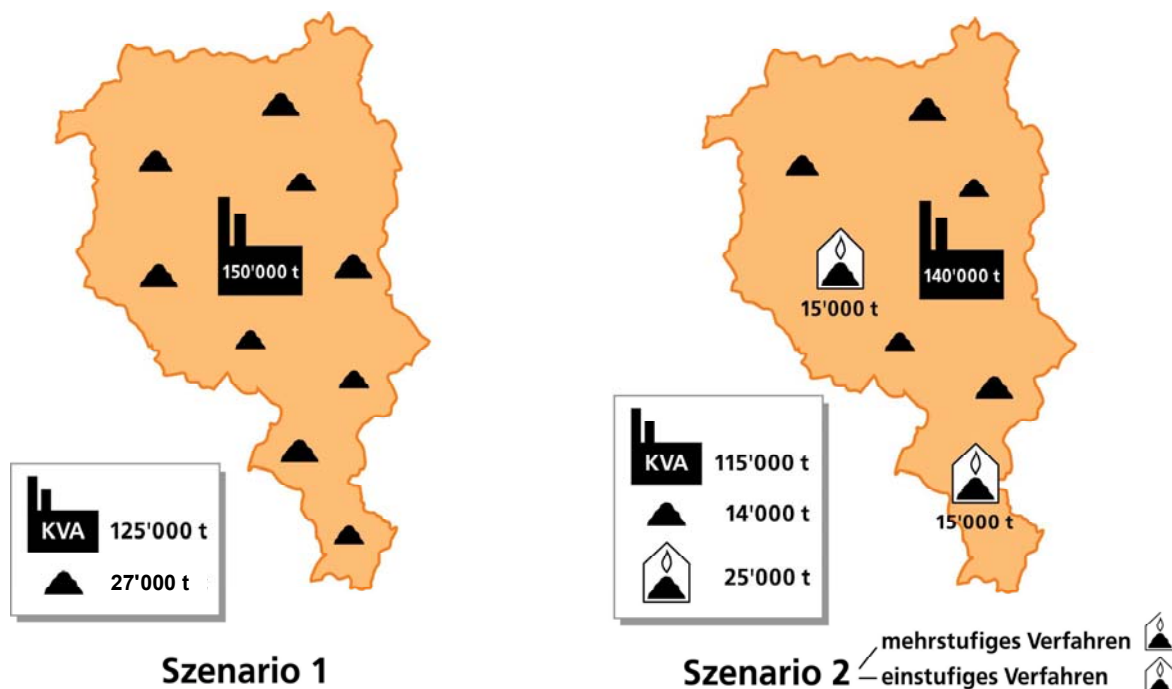 150'000 t
KVA 125'000 t
27'000 t
Szenario 1
140'000 t
15'000 t
15'000 t
KVA 115'000 t
14'000 t
25'000 t
Szenario 2
mehrstufiges Verfahren
einstufiges Verfahren